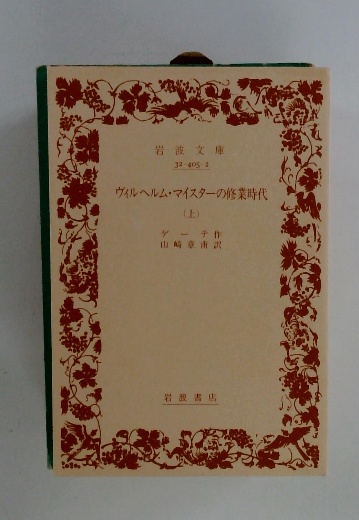 岩波文庫
32-405-2
ヴィルヘルム・マイスターの修業時代
(上)
ゲーテ作
山崎章甫訳
岩波書店